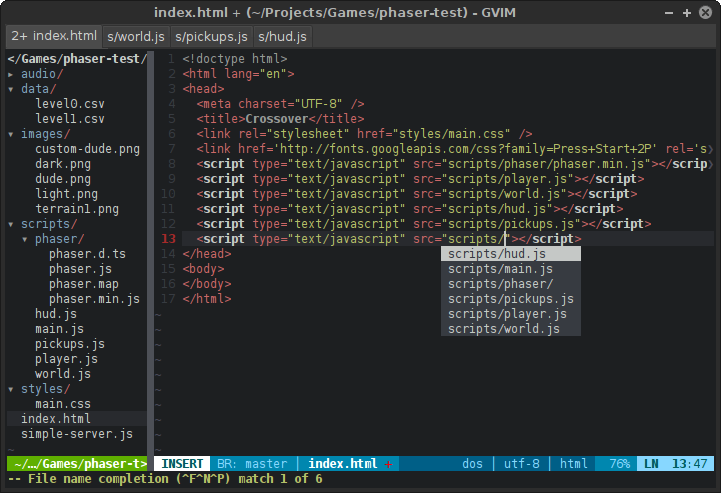 index.html + (~/Projects/Games/phaser-test) - GVIM
2+ index.html s/world.js s/pickups.js s/hud.js
</Games/phaser-test/
▸ audio/
▾ data/
level0.csv
level1.csv
▾ images/
custom-dude.png
dark.png
dude.png
light.png
terrain1.png
▾ scripts/
▾ phaser/
phaser.d.ts
phaser.js
phaser.map
phaser.min.js
hud.js
main.js
pickups.js
player.js
world.js
▾ styles/
main.css
index.html
simple-server.js
~
1 <!doctype html>
2 <html lang="en">
3 <head>
4 <meta charset="UTF-8" />
5 <title>Crossover</title>
6 <link rel="stylesheet" href="styles/main.css" />
7 <link href='http://fonts.googleapis.com/css?family=Press+Start+2P' rel='s❯
8 <script type="text/javascript" src="scripts/phaser/phaser.min.js"></scrip❯
9 <script type="text/javascript" src="scripts/player.js"></script>
10 <script type="text/javascript" src="scripts/world.js"></script>
11 <script type="text/javascript" src="scripts/hud.js"></script>
12 <script type="text/javascript" src="scripts/pickups.js"></script>
13 <script type="text/javascript" src="scripts/"></script>
14 </head>
15 <body>
16 </body>
17 </html>
scripts/hud.js
scripts/main.js
scripts/phaser/
scripts/pickups.js
scripts/player.js
scripts/world.js
~
~
~
~
~
~
~
~
~
~
~/…/Games/phaser-t> INSERT BR: master | index.html + dos | utf-8 | html 76% LN 13:47
-- File name completion (^F^N^P) match 1 of 6